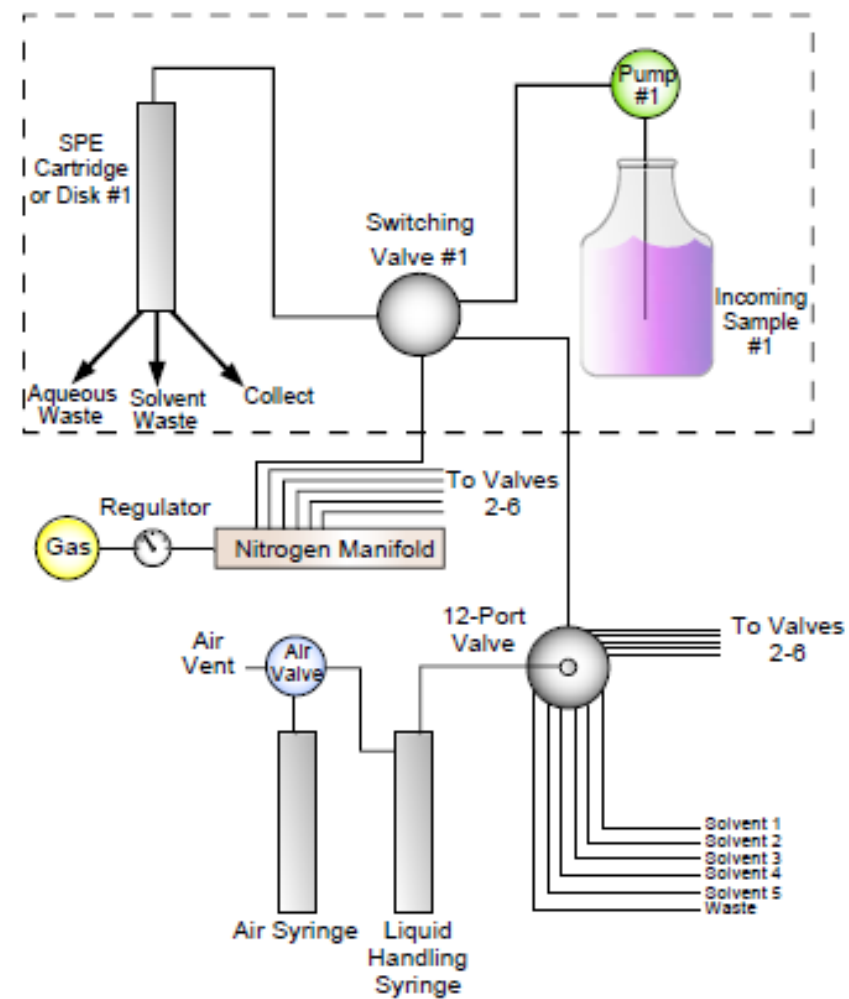 Pump
#1
SPE
Cartridge
or Disk #1
Switching
Valve #1
Incoming
Sample
#1
Aqueous
Waste
Solvent
Waste
Collect
To Valves
2-6
Regulator
Gas
Nitrogen Manifold
12-Port
Valve
To Valves
2-6
Air
Vent
Air
Valve
Solvent 1
Solvent 2
Solvent 3
Solvent 4
Solvent 5
Waste
Air Syringe
Liquid
Handling
Syringe